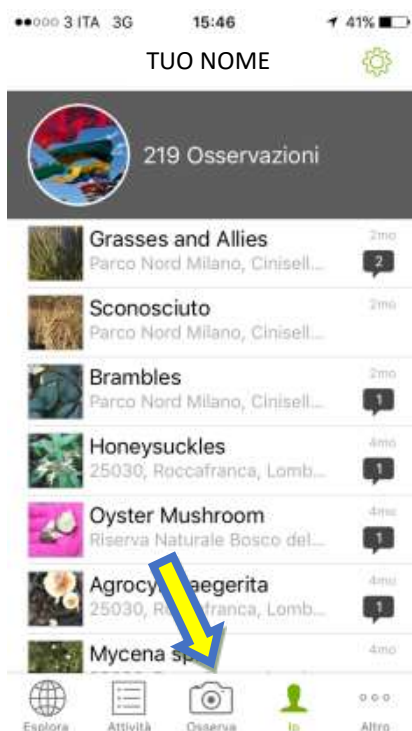 3 ITA 3G 15:46 41%
TUO NOME
219 Osservazioni
Grasses and Allies 2mo
Parco Nord Milano, Cinisell... 2
Sconosciuto 2mo
Parco Nord Milano, Cinisell...
Brambles 2mo
Parco Nord Milano, Cinisell... 1
Honeysuckles 4mo
25030, Roccafranca, Lomb... 1
Oyster Mushroom 4mo
Riserva Naturale Bosco del... 1
aegerita 4mo
25030, Lomb... 1
Mycena 4mo
Esplora Attività Osserva Io Altro